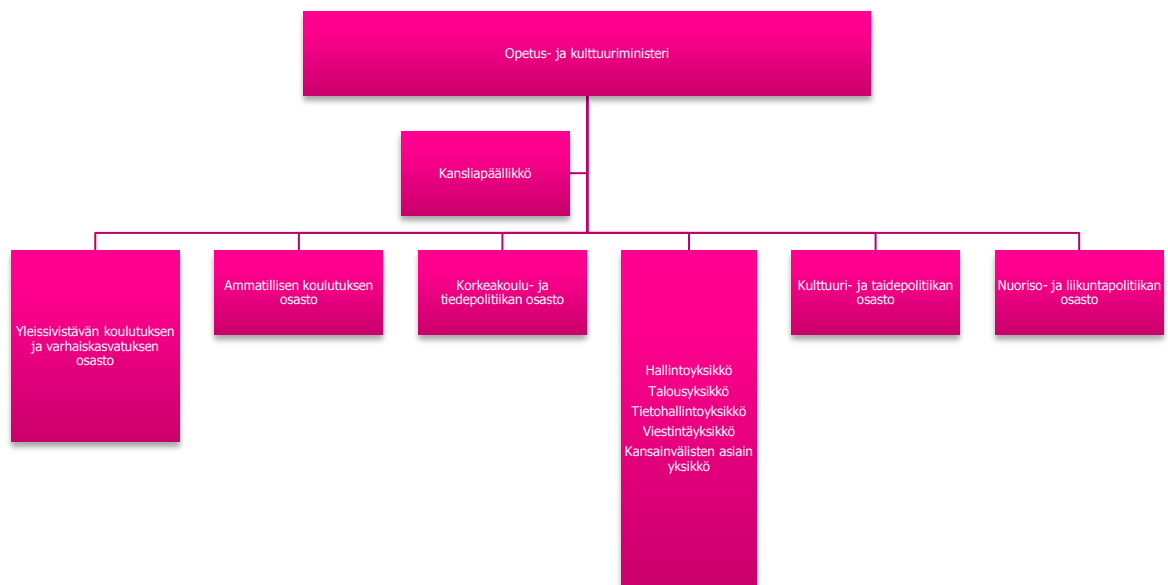 Opetus- ja kulttuuriministeri
Kansliapäällikkö
Yleissivistävän koulutuksen
ja varhaiskasvatuksen
osasto
Ammatillisen koulutuksen
osasto
Korkeakoulu- ja
tiedepolitiikan osasto
Hallintoyksikkö
Talousyksikkö
Tietohallintoyksikkö
Viestintäyksikkö
Kansainvälisten asiain
yksikkö
Kulttuuri- ja taidepolitiikan
osasto
Nuoriso- ja liikuntapolitiikan
osasto